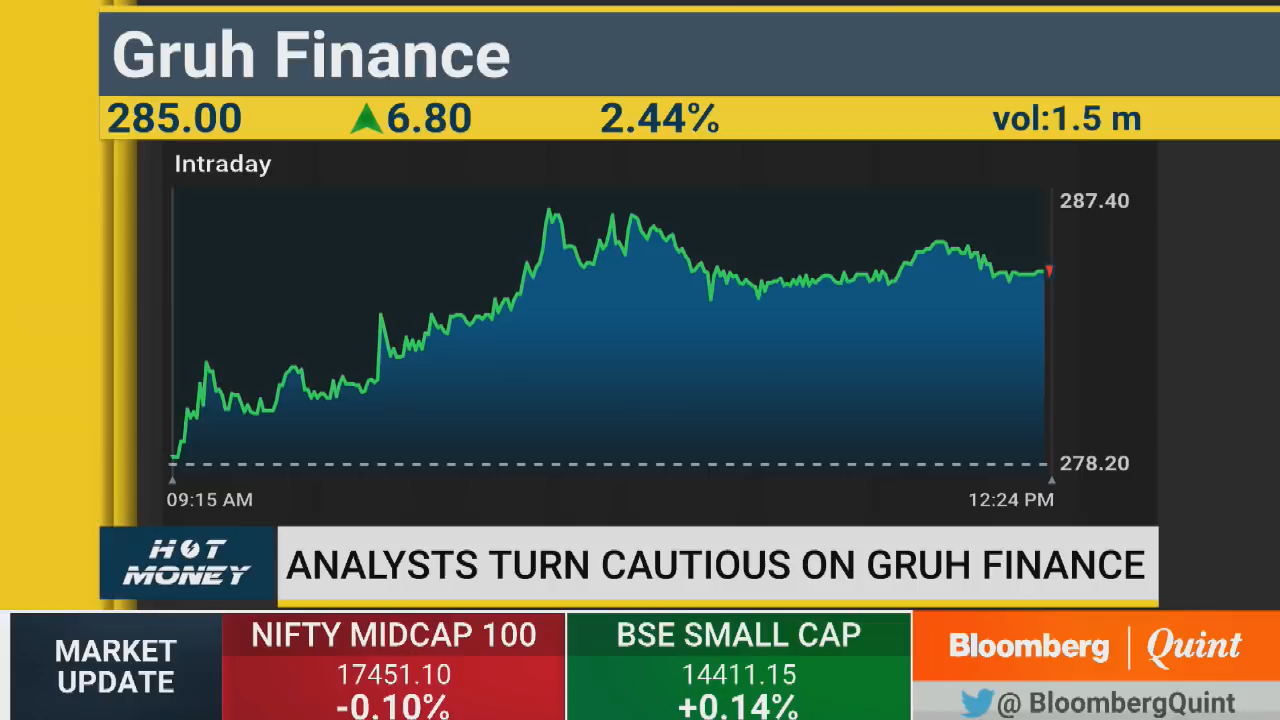 Gruh Finance
285.00 ▲6.80 2.44% vol:1.5 m
Intraday
287.40
278.20
09:15 AM 12:24 PM
HOT
MONEY
ANALYSTS TURN CAUTIOUS ON GRUH FINANCE
MARKET
UPDATE
NIFTY MIDCAP 100
17451.10
-0.10%
BSE SMALL CAP
14411.15
+0.14%
Bloomberg | Quint
@ BloombergQuint